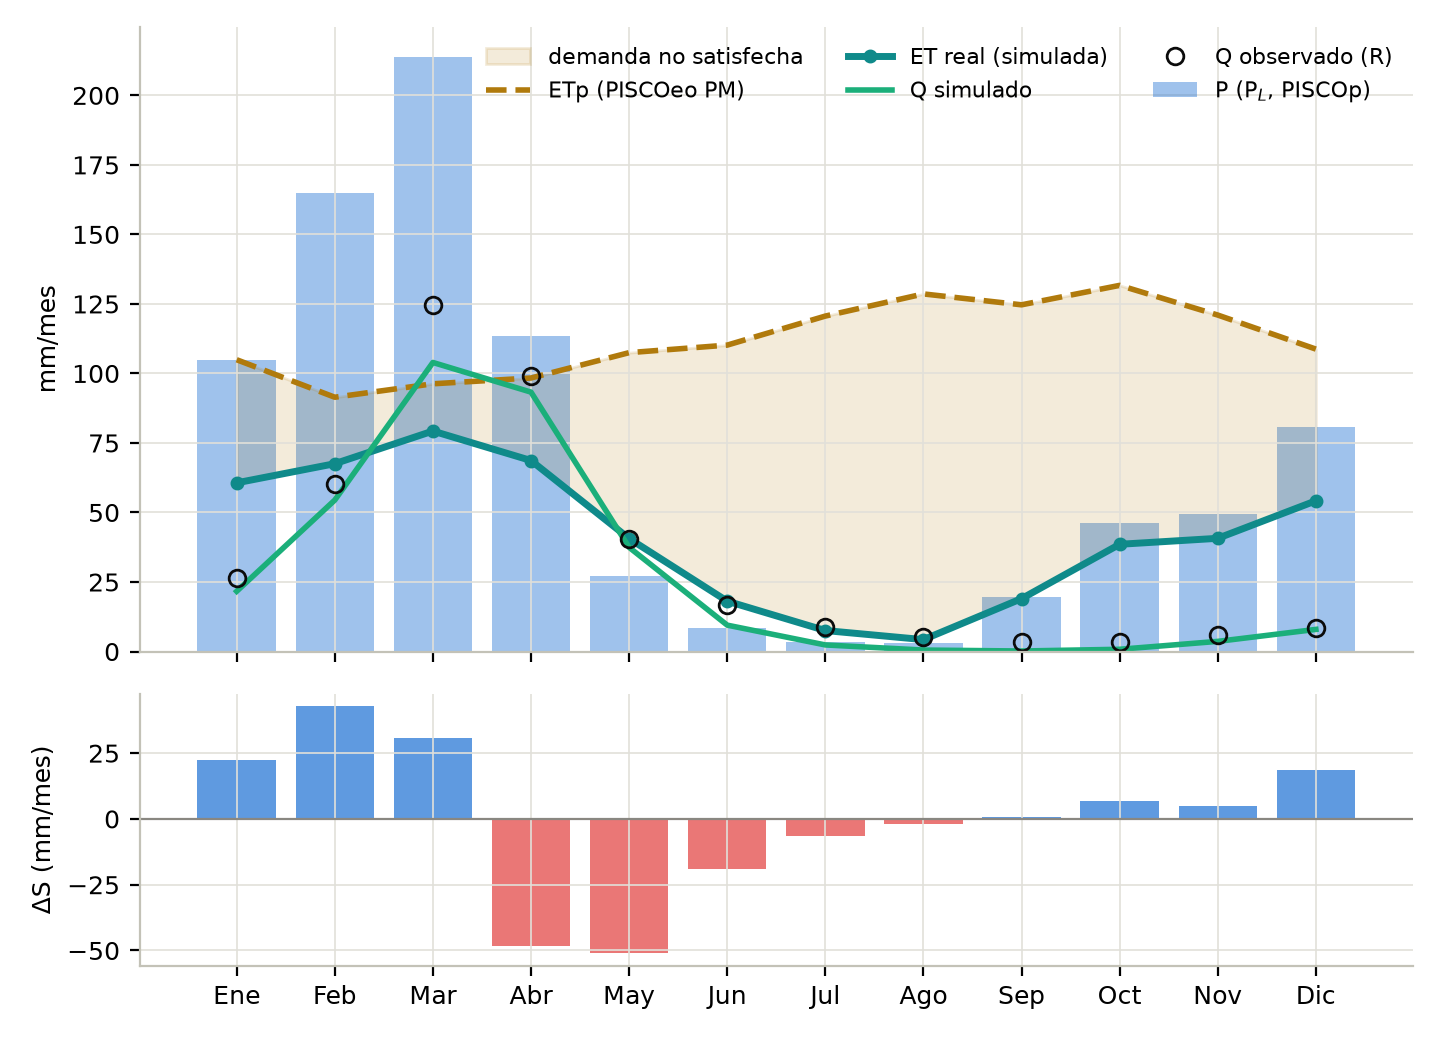 demanda no satisfecha
ETp (PISCOeo PM)
ET real (simulada)
Q simulado
Q observado (R)
P (P_L, PISCOp)
mm/mes
200
175
150
125
100
75
50
25
0
ΔS (mm/mes)
25
0
−25
−50
Ene Feb Mar Abr May Jun Jul Ago Sep Oct Nov Dic